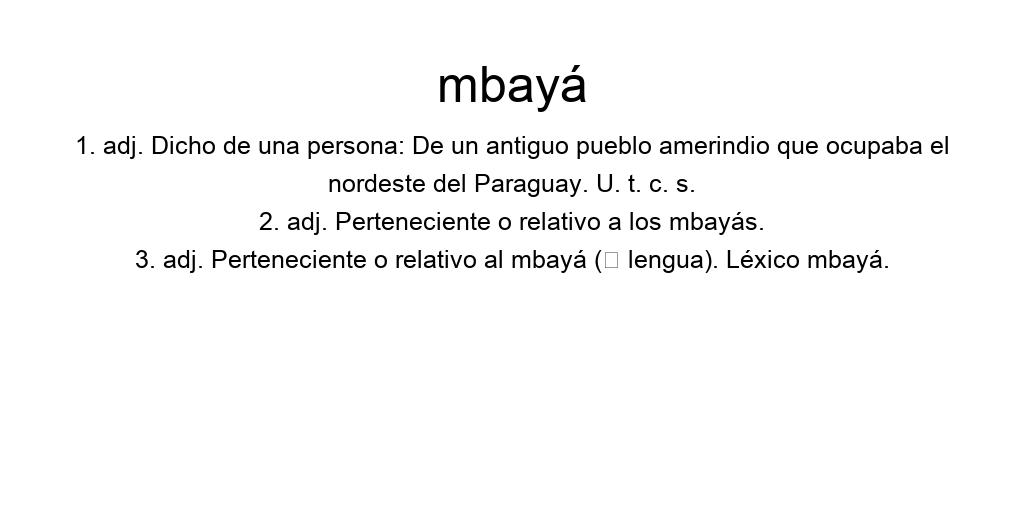 mbayá
1. adj. Dicho de una persona: De un antiguo pueblo amerindio que ocupaba el
nordeste del Paraguay. U. t. c. s.
2. adj. Perteneciente o relativo a los mbayás.
3. adj. Perteneciente o relativo al mbayá (□ lengua). Léxico mbayá.